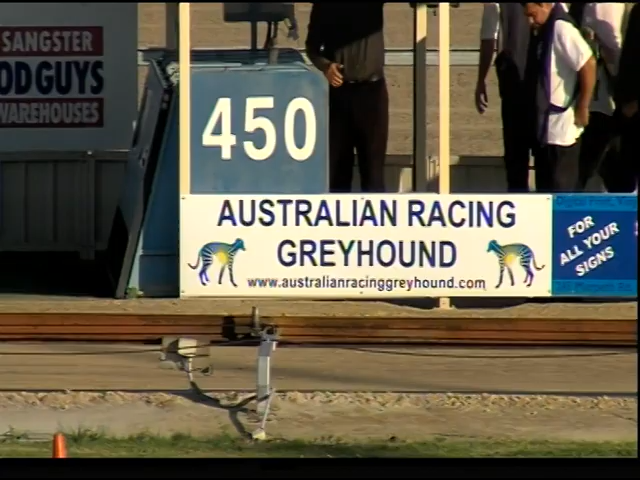 SANGSTER
OD GUYS
WAREHOUSES
450
AUSTRALIAN RACING
GREYHOUND
www.australianracinggreyhound.com
FOR
ALL YOUR
SIGNS